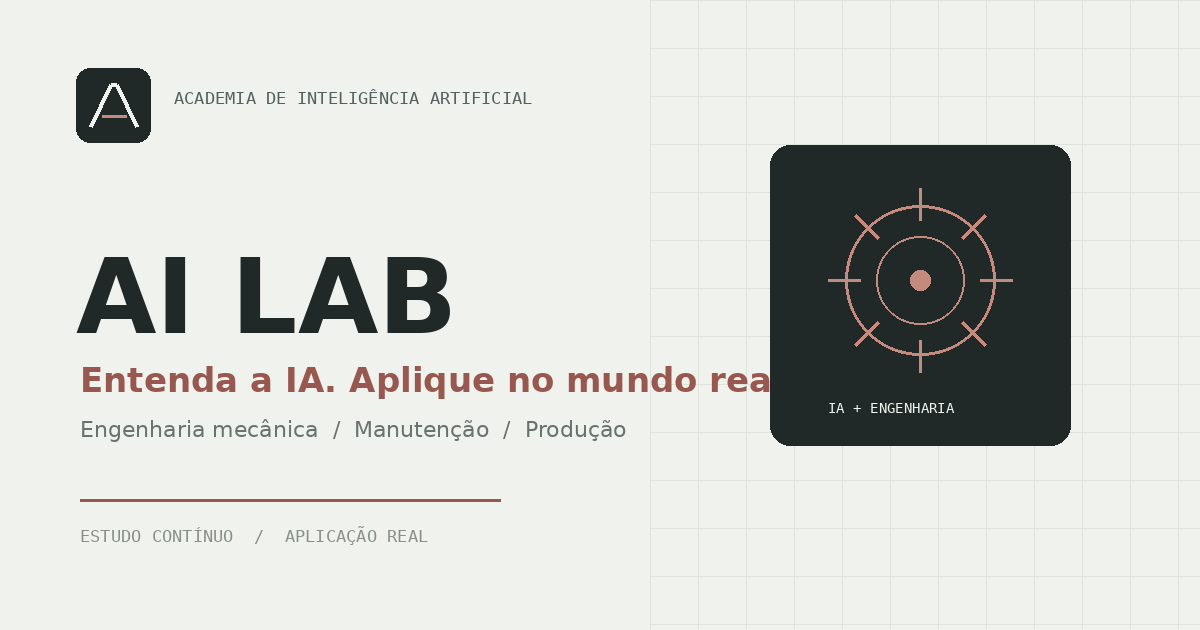 ACADEMIA DE INTELIGÊNCIA ARTIFICIAL
AI LAB
Entenda a IA. Aplique no mundo rea
Engenharia mecânica / Manutenção / Produção
IA + ENGENHARIA
ESTUDO CONTÍNUO / APLICAÇÃO REAL